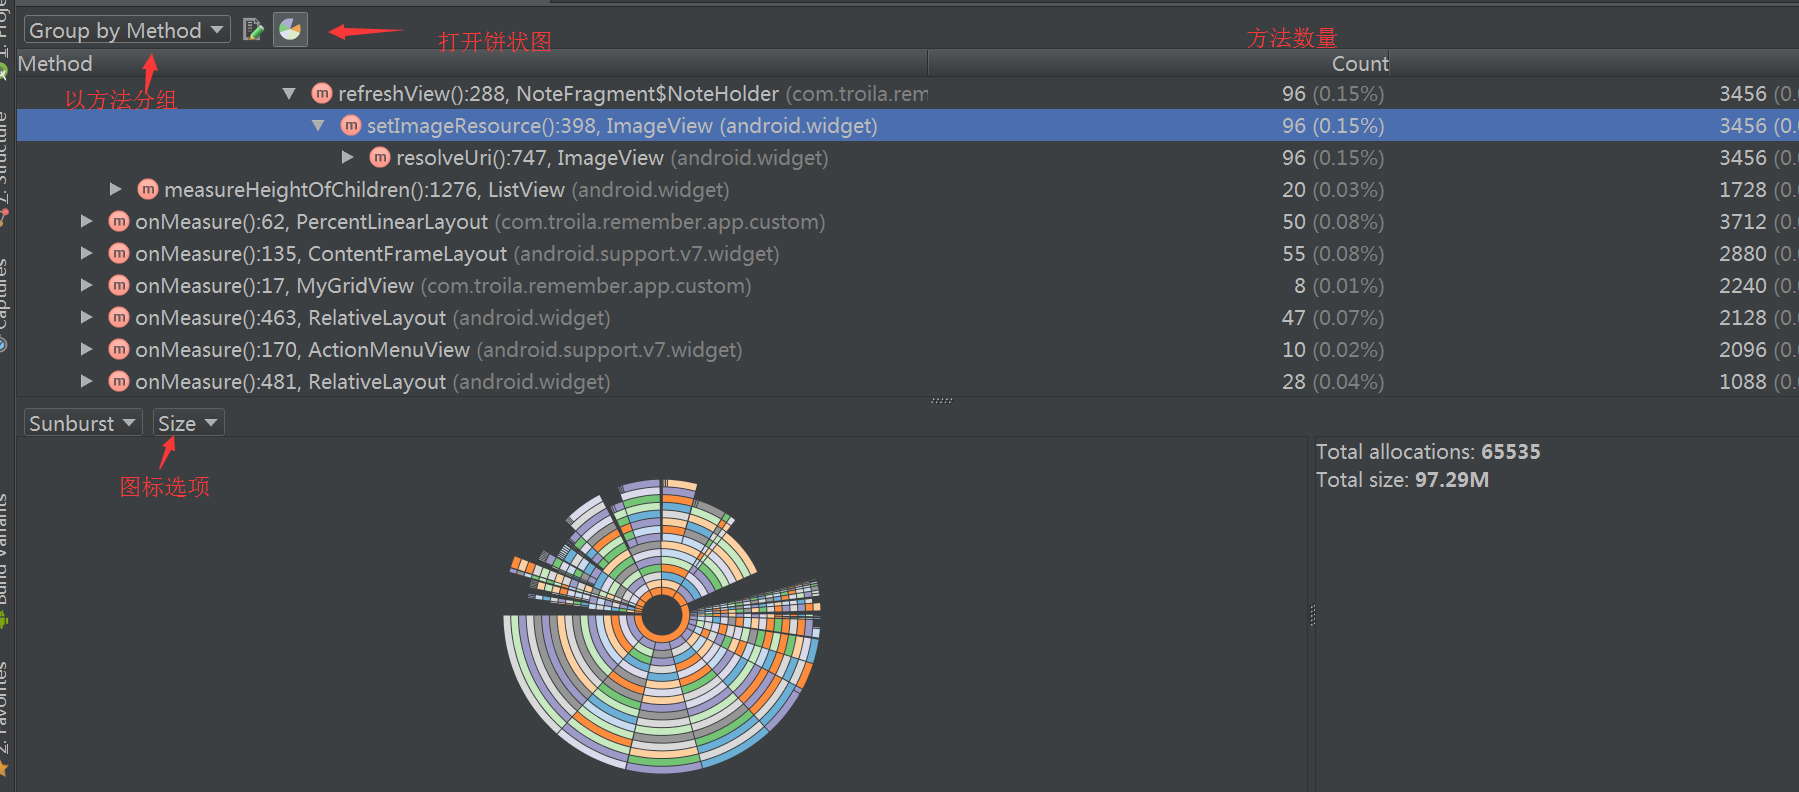 Group by Method
打开饼状图
方法数量
Method
Count
以方法分组
refreshView():288, NoteFragment$NoteHolder (com.troila.rem
96 (0.15%)
3456 (0.
setImageResource():398, ImageView (android.widget)
96 (0.15%)
3456 (0.
resolveUri():747, ImageView (android.widget)
96 (0.15%)
3456 (0.
measureHeightOfChildren():1276, ListView (android.widget)
20 (0.03%)
1728 (0.
onMeasure():62, PercentLinearLayout (com.troila.remember.app.custom)
50 (0.08%)
3712 (0.
onMeasure():135, ContentFrameLayout (android.support.v7.widget)
55 (0.08%)
2880 (0.
onMeasure():17, MyGridView (com.troila.remember.app.custom)
8 (0.01%)
2240 (0.
onMeasure():463, RelativeLayout (android.widget)
47 (0.07%)
2128 (0.
onMeasure():170, ActionMenuView (android.support.v7.widget)
10 (0.02%)
2096 (0.
onMeasure():481, RelativeLayout (android.widget)
28 (0.04%)
1088 (0.
Sunburst
Size
图标选项
Total allocations: 65535
Total size: 97.29M
Structure
Captures
Build Variants
2: Favorites